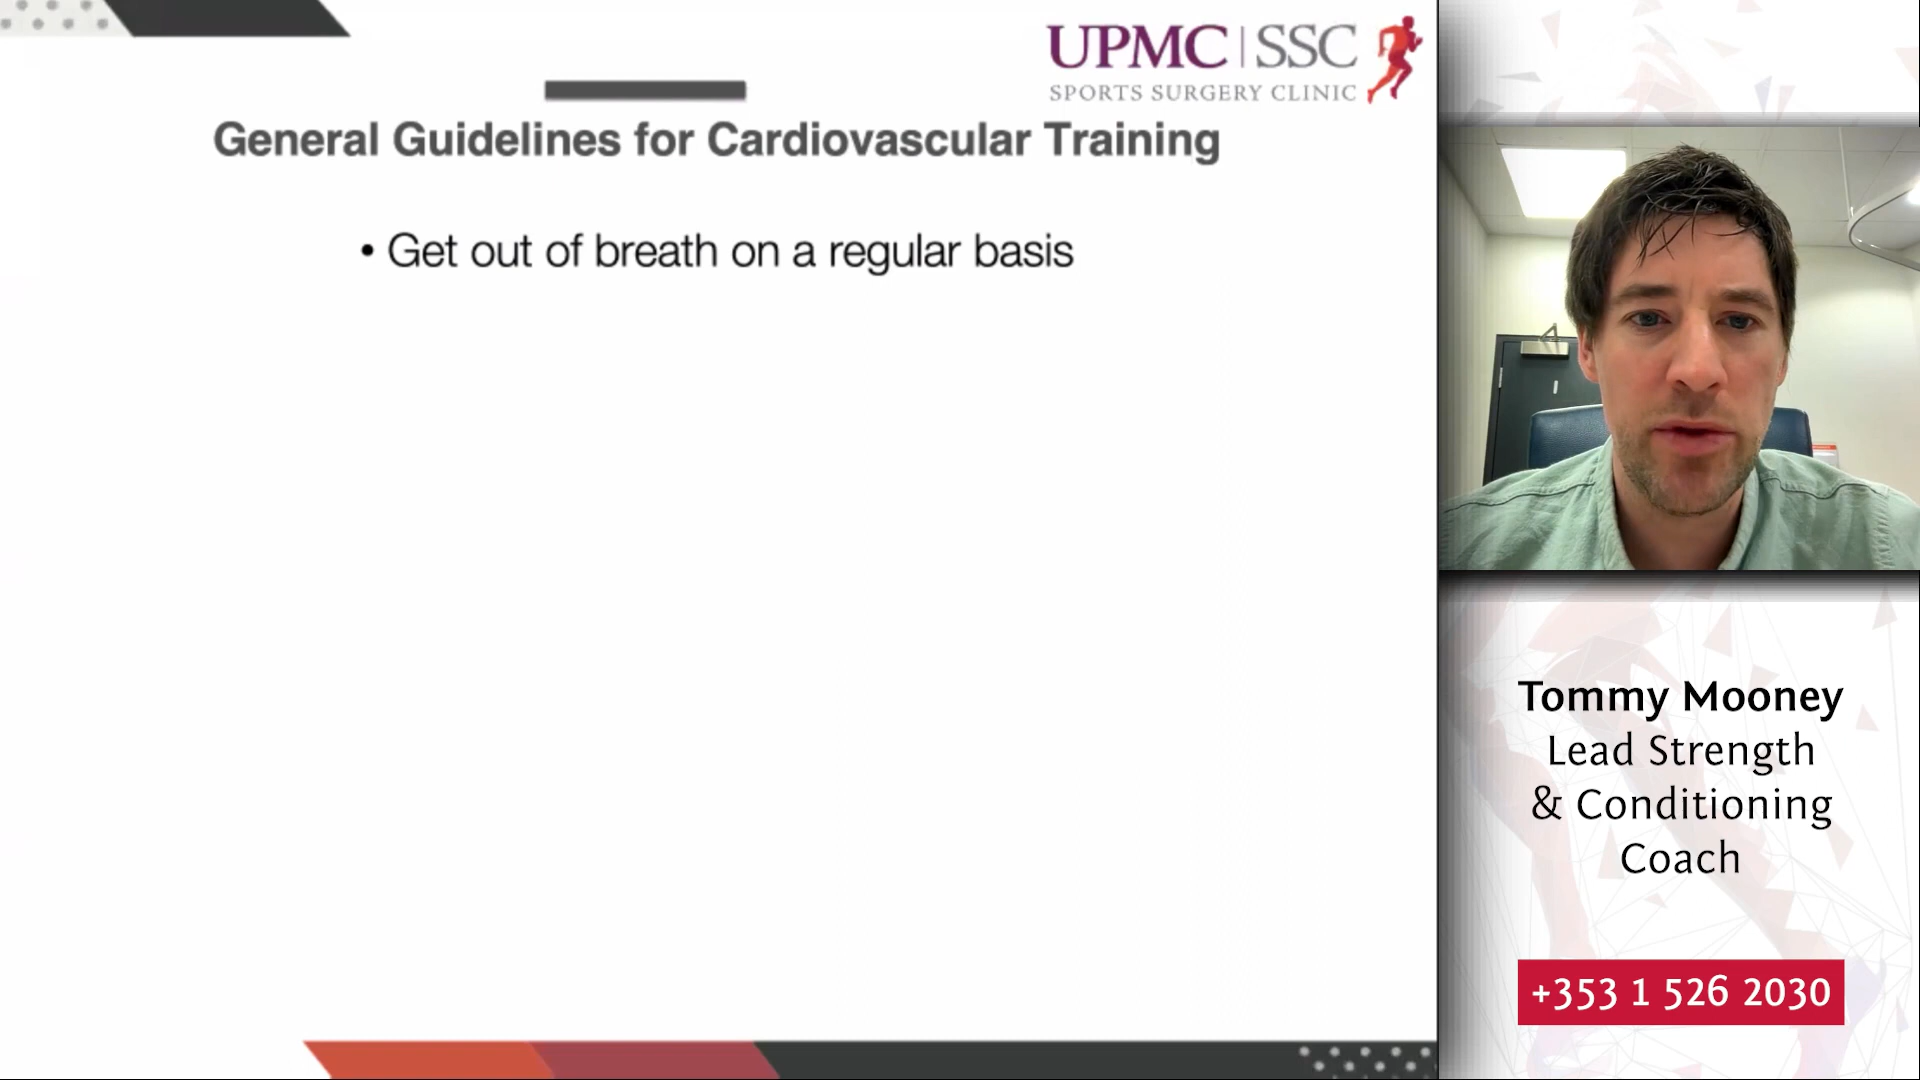 UPMC | SSC
SPORTS SURGERY CLINIC
General Guidelines for Cardiovascular Training
• Get out of breath on a regular basis
Tommy Mooney
Lead Strength
& Conditioning
Coach
+353 1 526 2030